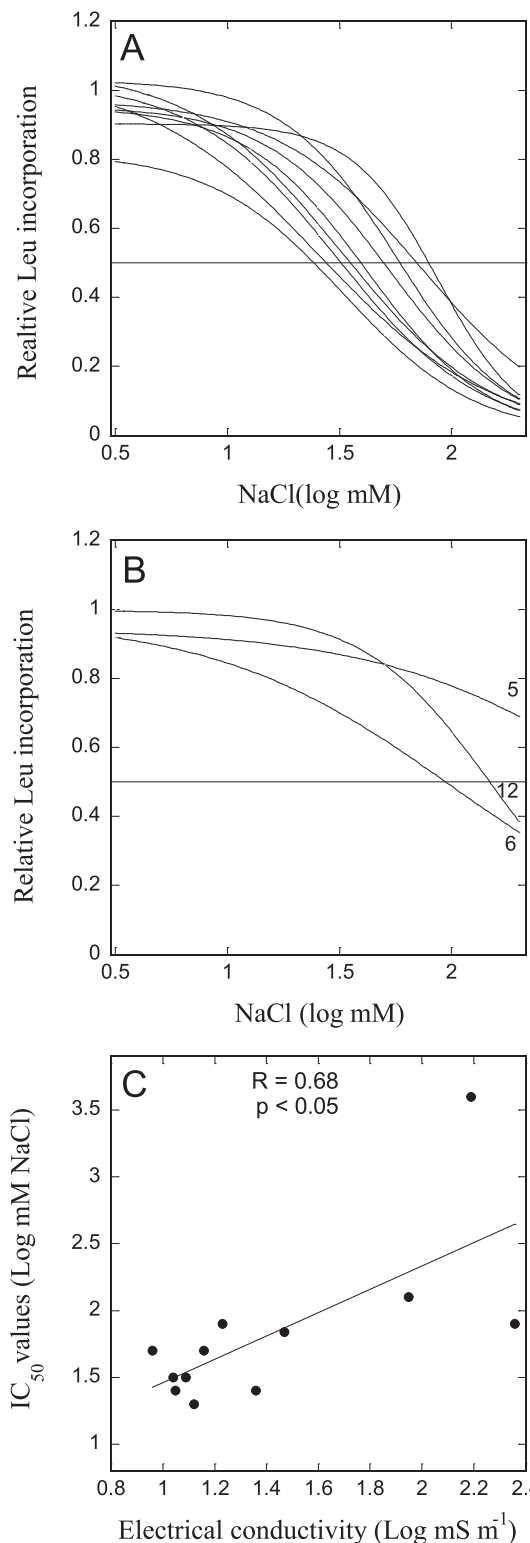 A
1.2
1
0.8
0.6
0.4
0.2
0
0.5 1 1.5 2
Realtive Leu incorporation
NaCl(log mM)
B
1.2
1
0.8
0.6
0.4
0.2
0
5
12
6
0.5 1 1.5 2
Relative Leu incorporation
NaCl (log mM)
C
R = 0.68
p < 0.05
3.5
3
2.5
2
1.5
1
0.8 1 1.2 1.4 1.6 1.8 2 2.2 2.
IC50 values (Log mM NaCl)
Electrical conductivity (Log mS m-1)